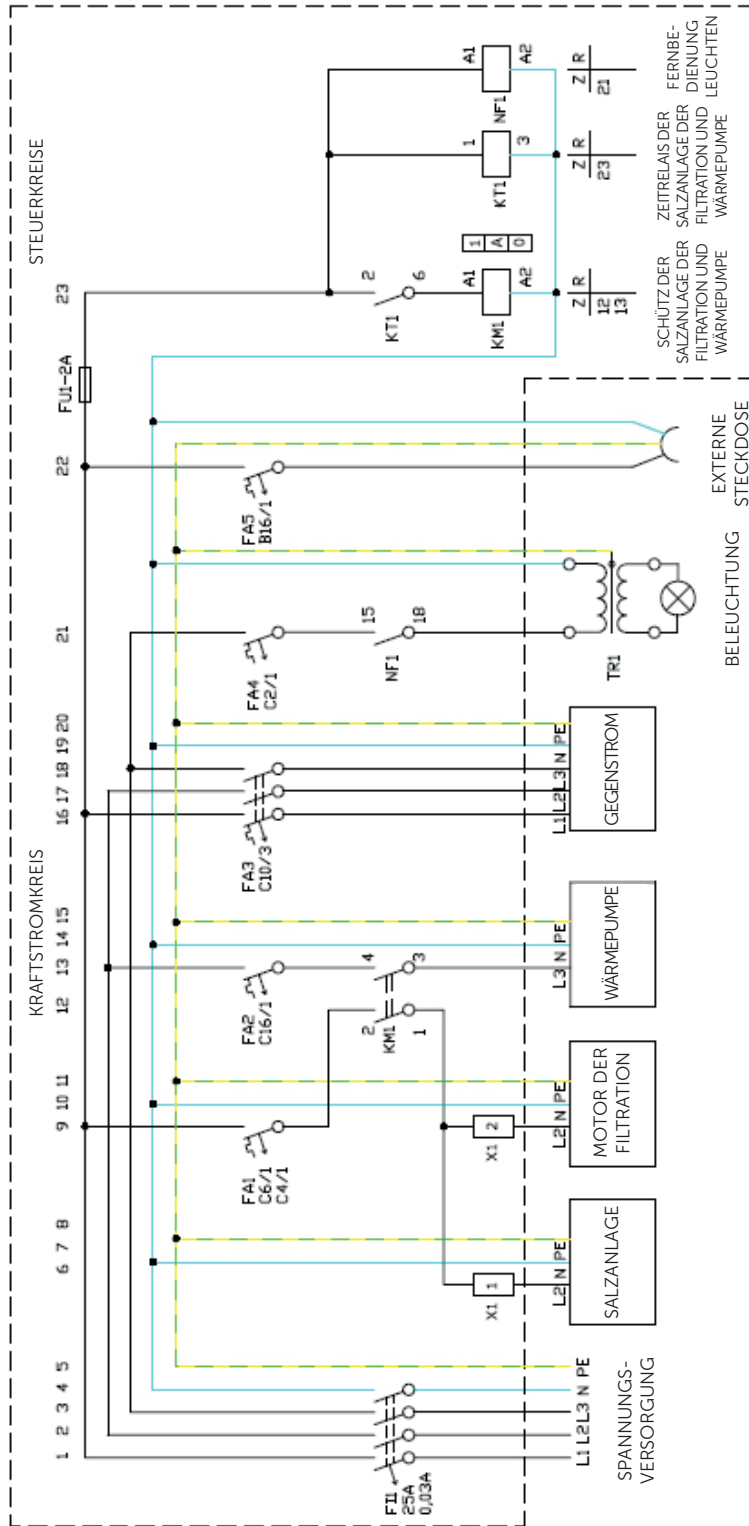 KRAFTSTROMKREIS
STEUERKREISE
1 2 3 4 5
6 7 8
9 10 11
12 13 14 15
16 17 18 19 20
21
22
23
FI1
25A
0,03A
FA1
C6/1
C4/1
FA2
C16/1
FA3
C10/3
FA4
C2/1
FA5
B16/1
FU1-2A
2 4
KM1
1 3
15
NF1
18
2
KT1
6
A1
KM1
A2
1 A 0
1
KT1
3
A1
NF1
A2
X1 1
X1 2
L1 L2 L3 N PE
L2 N PE
L2 N PE
L3 N PE
L1 L2 L3 N PE
TR1
SPANNUNGS-
VERSORGUNG
SALZANLAGE
MOTOR DER
FILTRATION
WÄRMEPUMPE
GEGENSTROM
BELEUCHTUNG
EXTERNE
STECKDOSE
Z R
12
13
SCHÜTZ DER
SALZANLAGE DER
FILTRATION UND
WÄRMEPUMPE
Z R
23
ZEITRELAIS DER
SALZANLAGE DER
FILTRATION UND
WÄRMEPUMPE
Z R
21
FERNBE-
DIENUNG
LEUCHTEN